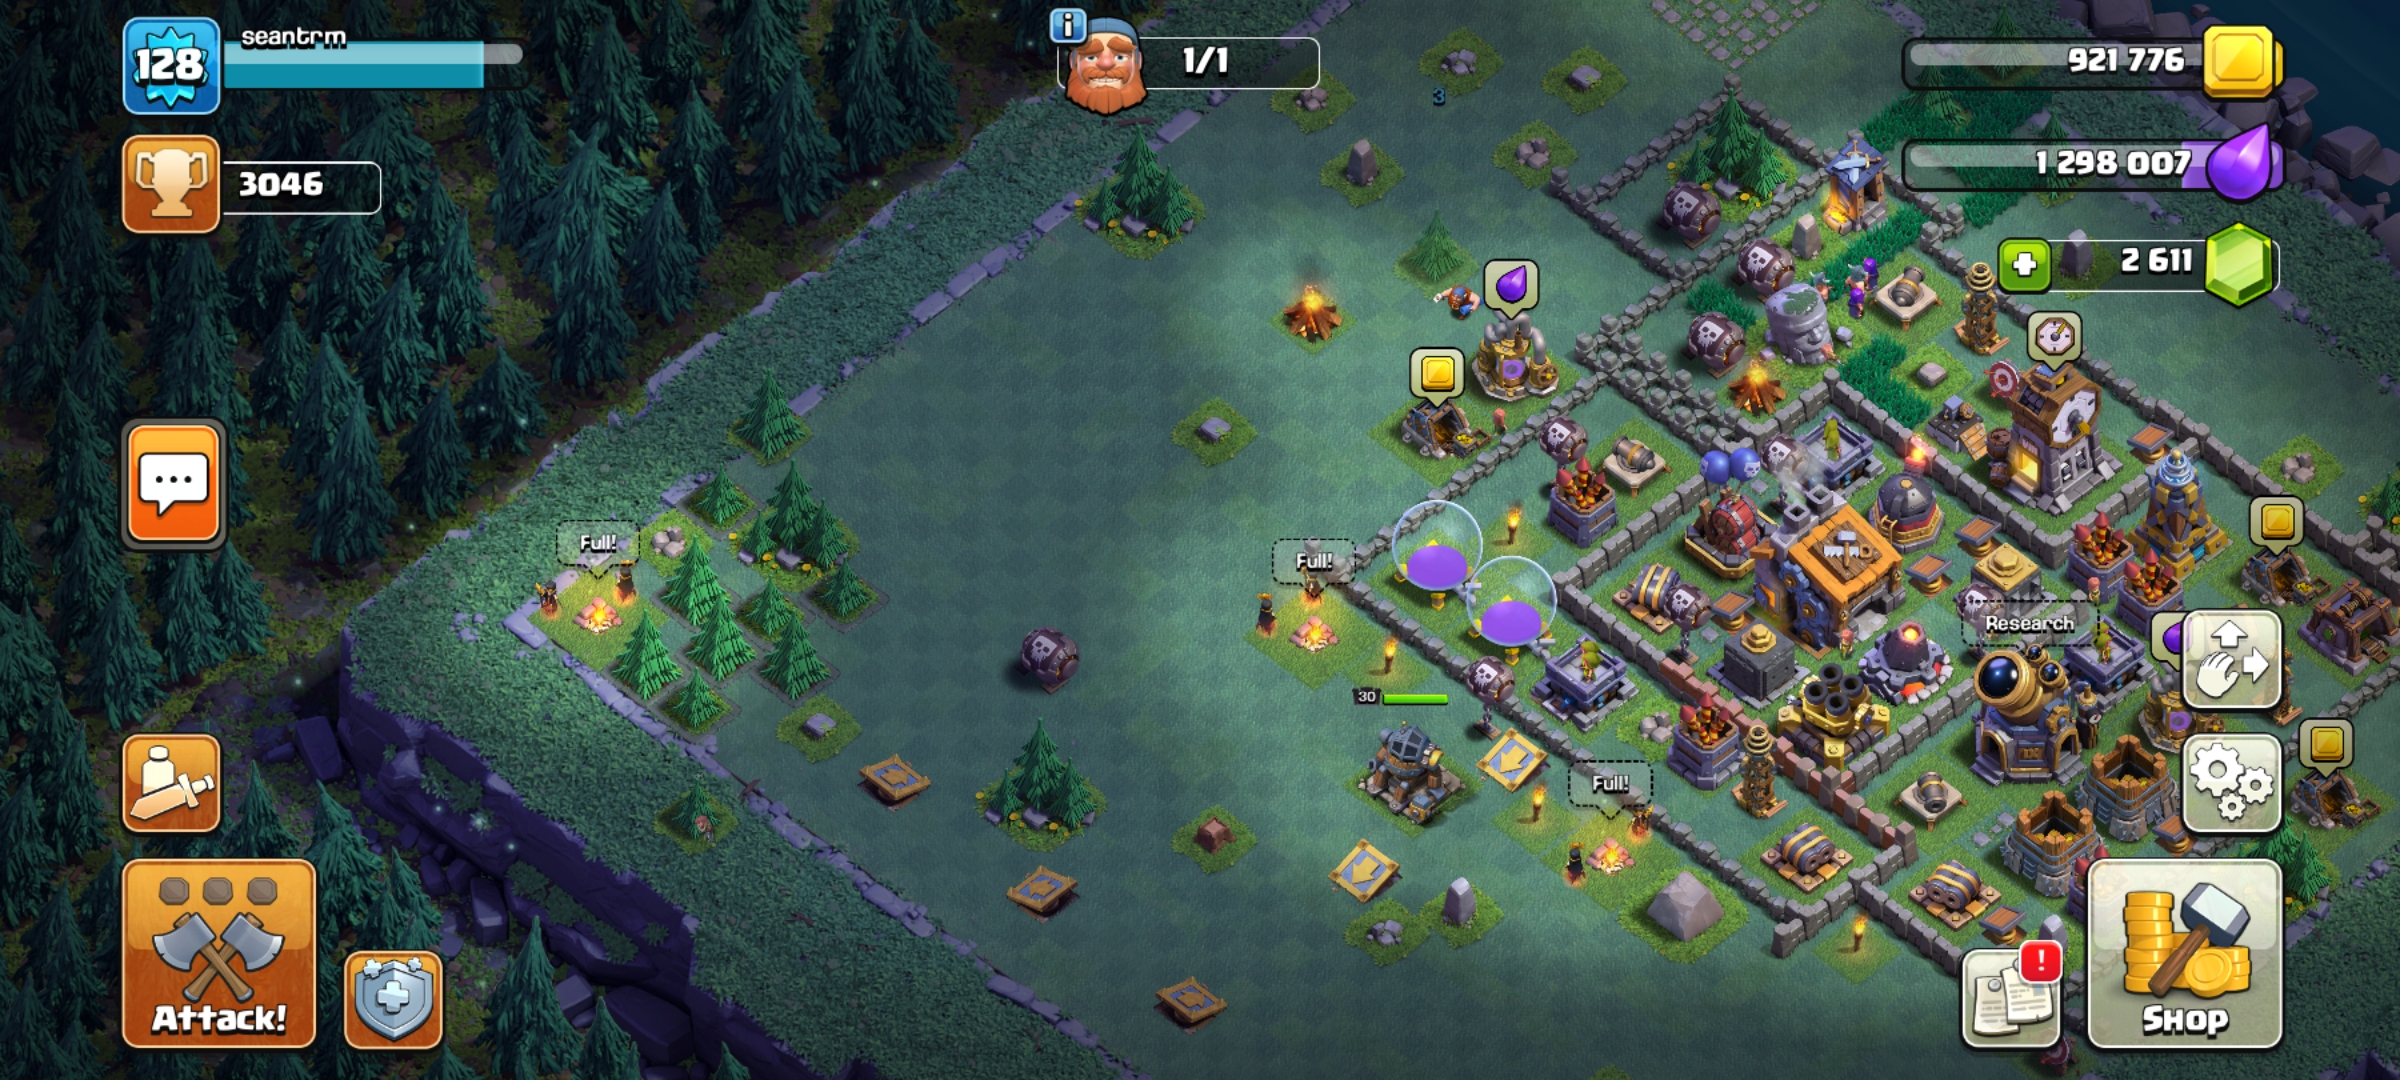 128
seantrm
1/1
921 776
3046
1 298 007
3
2 611
Full!
Full!
Research
30
Full!
!
Attack!
Shop